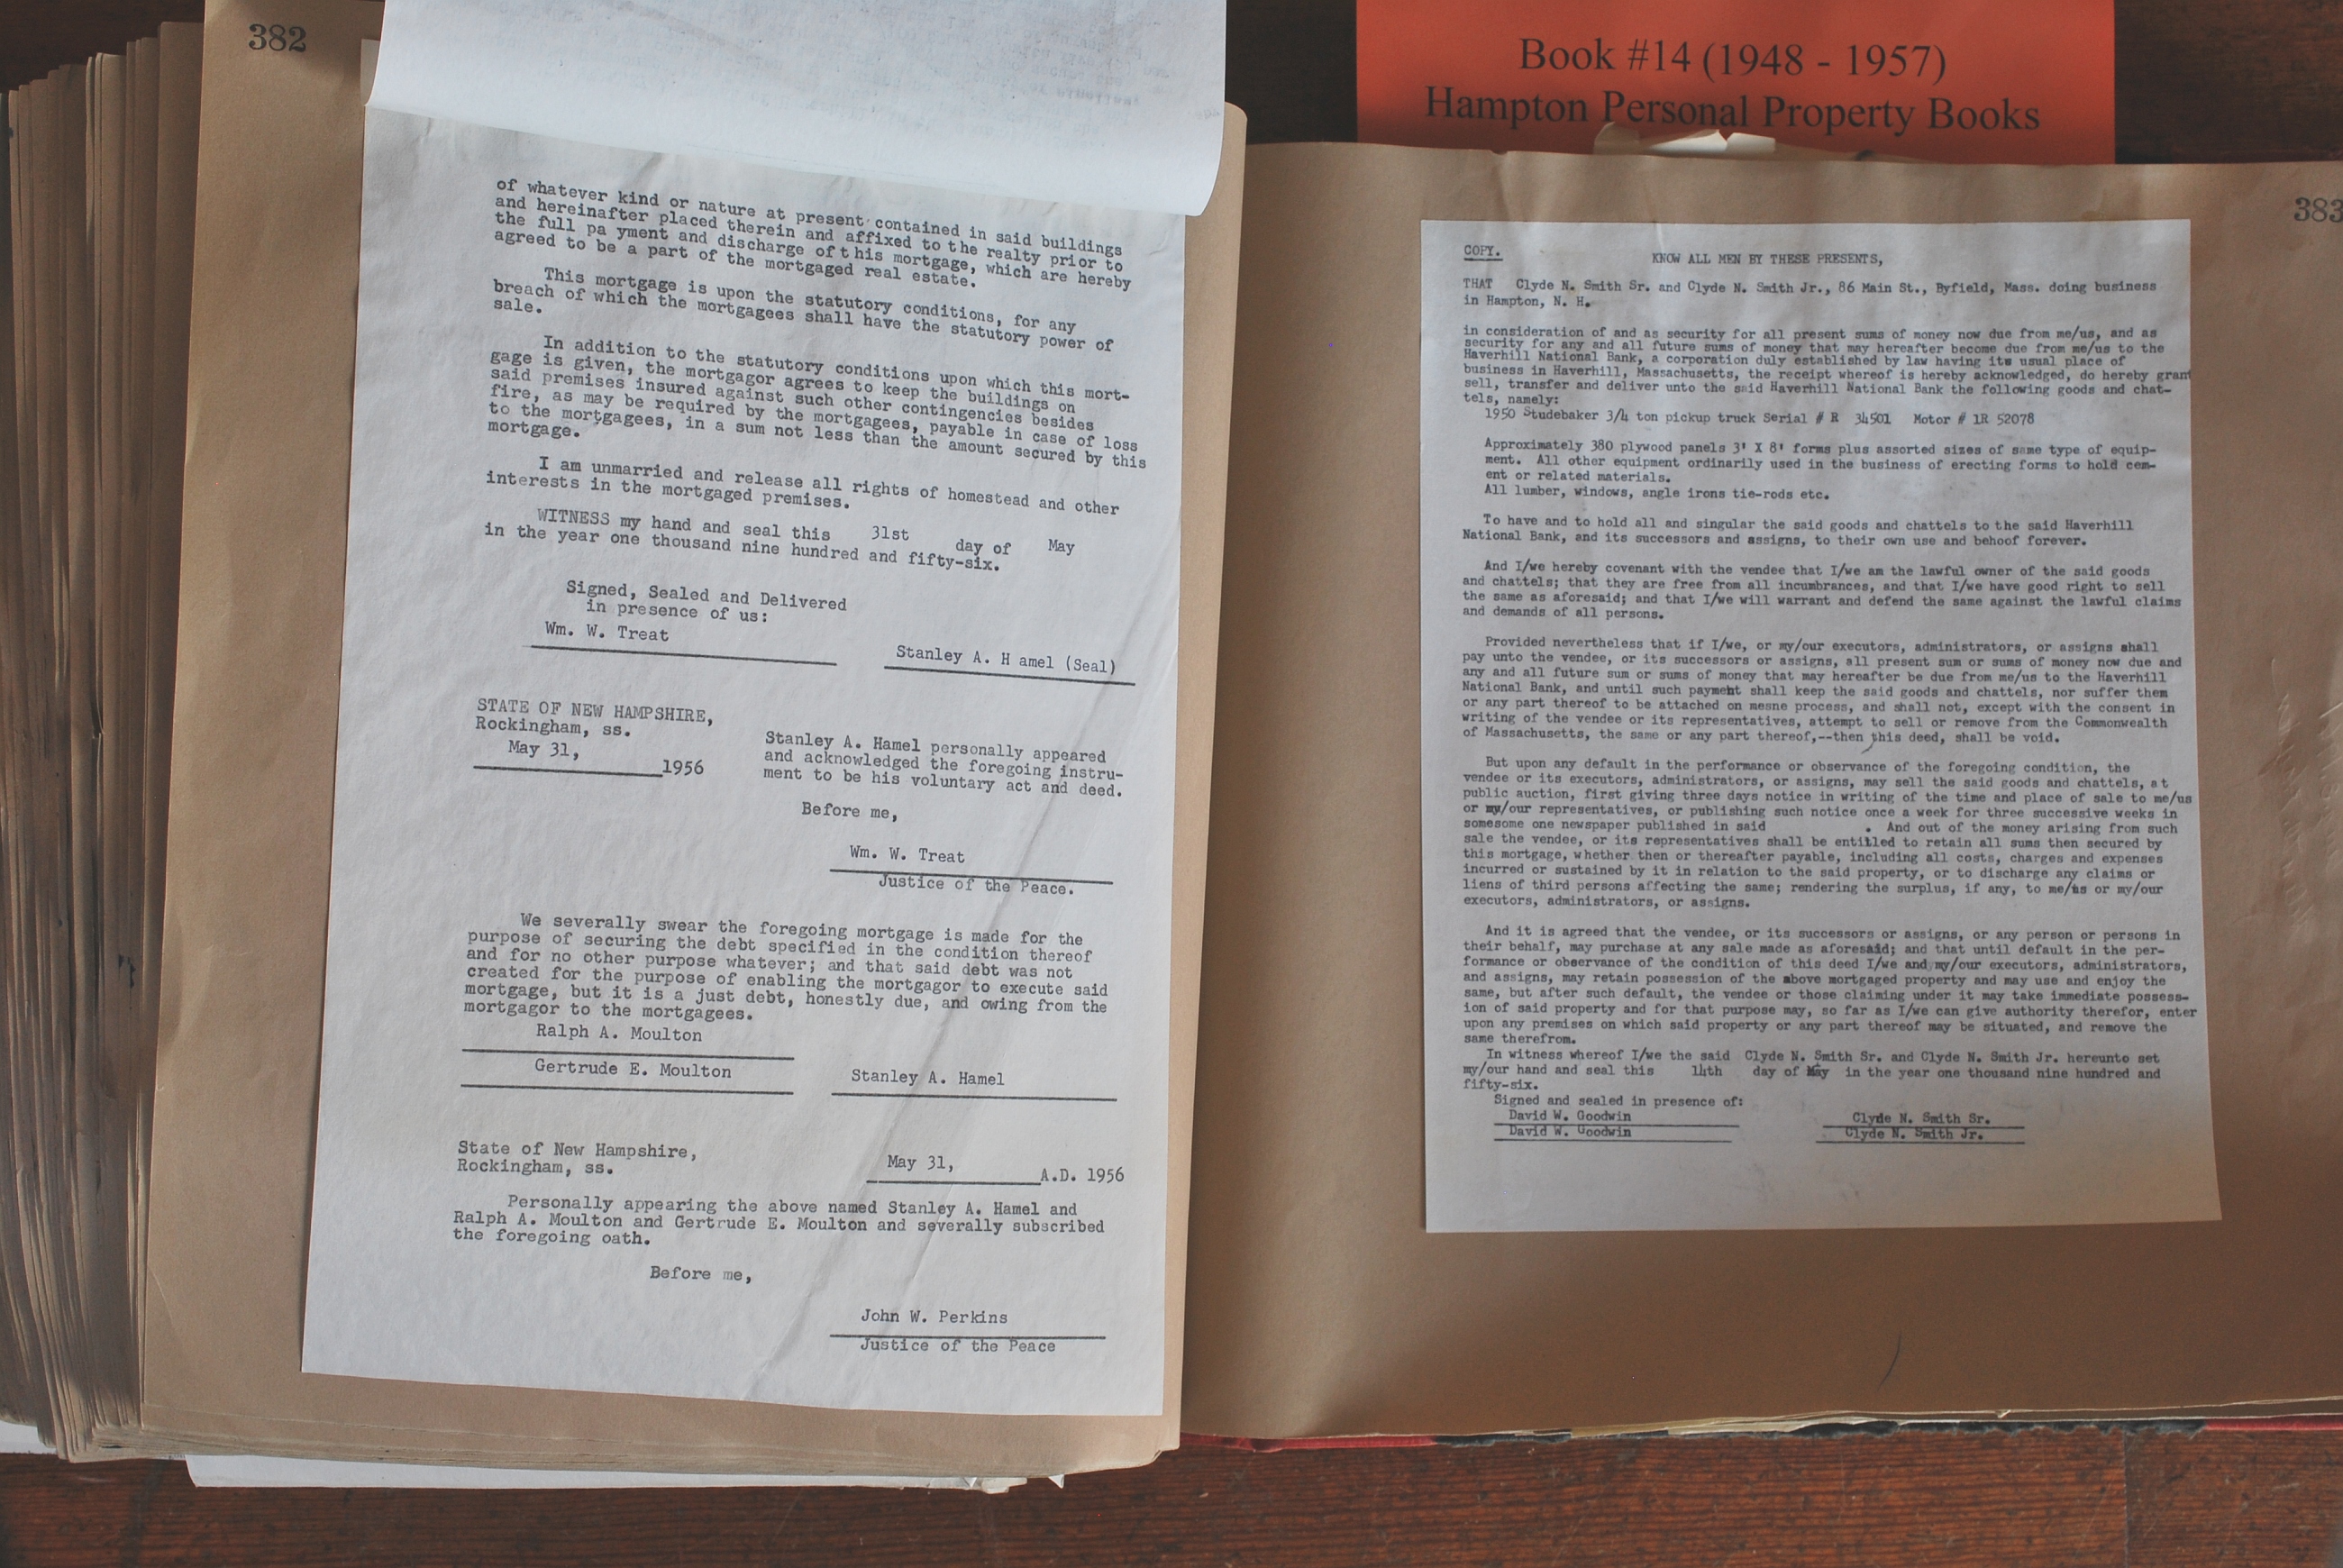 382
of whatever kind or nature at present contained in said buildings
and hereinafter placed therein and affixed to the realty prior to
the full pa yment and discharge of t his mortgage, which are hereby
agreed to be a part of the mortgaged real estate.
This mortgage is upon the statutory conditions, for any
breach of which the mortgagees shall have the statutory power of
sale.
In addition to the statutory conditions upon which this mort-
gage is given, the mortgagor agrees to keep the buildings on
said premises insured against such other contingencies besides
fire, as may be required by the mortgagees, payable in case of loss
to the mortgagees, in a sum not less than the amount secured by this
mortgage.
I am unmarried and release all rights of homestead and other
interests in the mortgaged premises.
WITNESS my hand and seal this 31st day of May
in the year one thousand nine hundred and fifty-six.
Signed, Sealed and Delivered
in presence of us:
Wm. W. Treat
Stanley A. H amel (Seal)
STATE OF NEW HAMPSHIRE,
Rockingham, ss.
May 31, 1956
Stanley A. Hamel personally appeared
and acknowledged the foregoing instru-
ment to be his voluntary act and deed.
Before me,
Wm. W. Treat
Justice of the Peace.
We severally swear the foregoing mortgage is made for the
purpose of securing the debt specified in the condition thereof
and for no other purpose whatever; and that said debt was not
created for the purpose of enabling the mortgagor to execute said
mortgage, but it is a just debt, honestly due, and owing from the
mortgagor to the mortgagees.
Ralph A. Moulton
Gertrude E. Moulton
Stanley A. Hamel
State of New Hampshire,
Rockingham, ss.
May 31, A.D. 1956
Personally appearing the above named Stanley A. Hamel and
Ralph A. Moulton and Gertrude E. Moulton and severally subscribed
the foregoing oath.
Before me,
John W. Perkins
Justice of the Peace
Book #14 (1948 - 1957)
Hampton Personal Property Books
383
COPY.
KNOW ALL MEN BY THESE PRESENTS,
THAT Clyde N. Smith Sr. and Clyde N. Smith Jr., 86 Main St., Byfield, Mass. doing business
in Hampton, N. H.
in consideration of and as security for all present sums of money now due from me/us, and as
security for any and all future sums of money that may hereafter become due from me/us to the
Haverhill National Bank, a corporation duly established by law having its usual place of
business in Haverhill, Massachusetts, the receipt whereof is hereby acknowledged, do hereby grant
sell, transfer and deliver unto the said Haverhill National Bank the following goods and chat-
tels, namely:
1950 Studebaker 3/4 ton pickup truck Serial # R 34501 Motor # 1R 52078
Approximately 380 plywood panels 3' X 8' forms plus assorted sizes of same type of equip-
ment. All other equipment ordinarily used in the business of erecting forms to hold cem-
ent or related materials.
All lumber, windows, angle irons tie-rods etc.
To have and to hold all and singular the said goods and chattels to the said Haverhill
National Bank, and its successors and assigns, to their own use and behoof forever.
And I/we hereby covenant with the vendee that I/we am the lawful owner of the said goods
and chattels; that they are free from all incumbrances, and that I/we have good right to sell
the same as aforesaid; and that I/we will warrant and defend the same against the lawful claims
and demands of all persons.
Provided nevertheless that if I/we, or my/our executors, administrators, or assigns shall
pay unto the vendee, or its successors or assigns, all present sum or sums of money now due and
any and all future sum or sums of money that may hereafter be due from me/us to the Haverhill
National Bank, and until such payment shall keep the said goods and chattels, nor suffer them
or any part thereof to be attached on mesne process, and shall not, except with the consent in
writing of the vendee or its representatives, attempt to sell or remove from the Commonwealth
of Massachusetts, the same or any part thereof,--then this deed, shall be void.
But upon any default in the performance or observance of the foregoing condition, the
vendee or its executors, administrators, or assigns, may sell the said goods and chattels, at
public auction, first giving three days notice in writing of the time and place of sale to me/us
or my/our representatives, or publishing such notice once a week for three successive weeks in
somesome one newspaper published in said . And out of the money arising from such
sale the vendee, or its representatives shall be entitled to retain all sums then secured by
this mortgage, whether then or thereafter payable, including all costs, charges and expenses
incurred or sustained by it in relation to the said property, or to discharge any claims or
liens of third persons affecting the same; rendering the surplus, if any, to me/us or my/our
executors, administrators, or assigns.
And it is agreed that the vendee, or its successors or assigns, or any person or persons in
their behalf, may purchase at any sale made as aforesaid; and that until default in the per-
formance or observance of the condition of this deed I/we and my/our executors, administrators,
and assigns, may retain possession of the above mortgaged property and may use and enjoy the
same, but after such default, the vendee or those claiming under it may take immediate possess-
ion of said property and for that purpose may, so far as I/we can give authority therefor, enter
upon any premises on which said property or any part thereof may be situated, and remove the
same therefrom.
In witness whereof I/we the said Clyde N. Smith Sr. and Clyde N. Smith Jr. hereunto set
my/our hand and seal this 14th day of May in the year one thousand nine hundred and
fifty-six.
Signed and sealed in presence of:
David W. Goodwin
Clyde N. Smith Sr.
David W. Goodwin
Clyde N. Smith Jr.